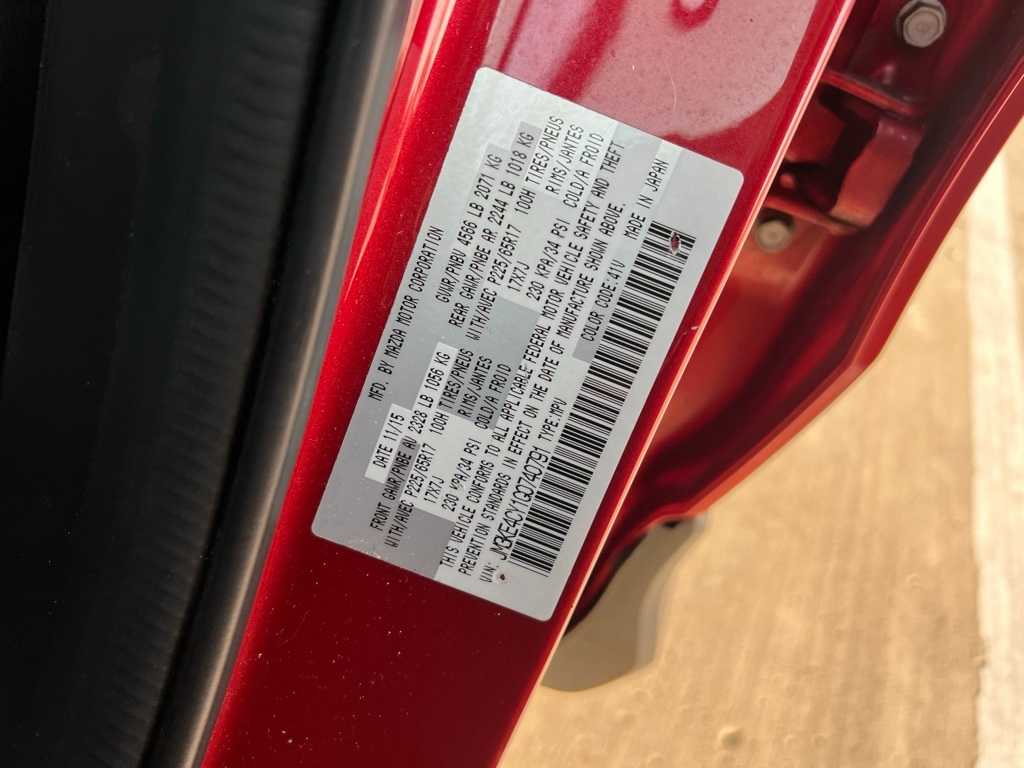 MFD. BY MAZDA MOTOR CORPORATION
DATE 11/15 GVWR/PNBV 4566 LB 2071 KG
FRONT GAWR/PNBE AV 2328 LB 1056 KG REAR GAWR/PNBE AR 2244 LB 1018 KG
WITH/AVEC P225/65R17 100H TIRES/PNEUS WITH/AVEC P225/65R17 100H TIRES/PNEUS
17X7J RIMS/JANTES 17X7J RIMS/JANTES
220 KPA/34 PSI COLD/A FROID 220 KPA/34 PSI COLD/A FROID
THIS VEHICLE CONFORMS TO ALL APPLICABLE FEDERAL MOTOR VEHICLE SAFETY AND THEFT
PREVENTION STANDARDS IN EFFECT ON THE DATE OF MANUFACTURE SHOWN ABOVE.
VIN: JM3KE4CY1G0740791 TYPE:MPV COLOR CODE:41V MADE IN JAPAN